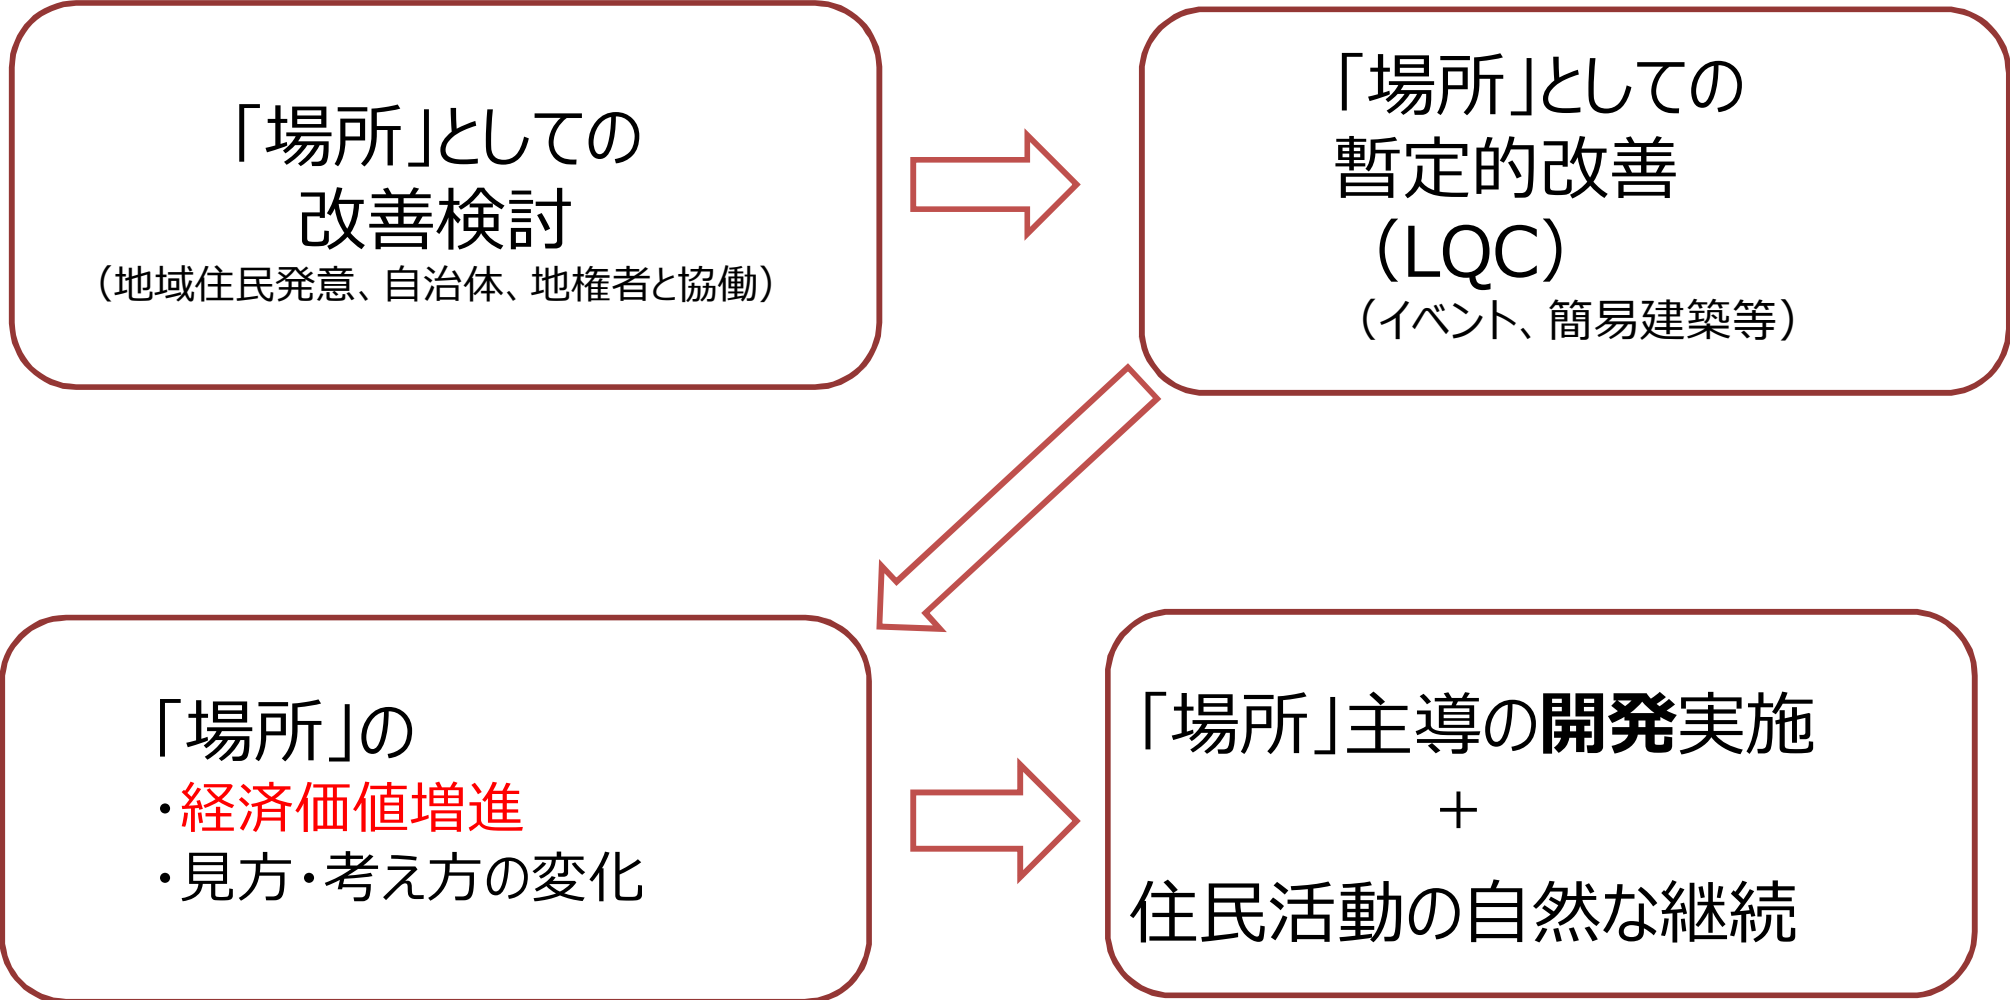 「場所」としての
改善検討
（地域住民発意、自治体、地権者と協働）
「場所」としての
暫定的改善
（LQC）
（イベント、簡易建築等）
「場所」の
・経済価値増進
・見方・考え方の変化
「場所」主導の開発実施
＋
住民活動の自然な継続